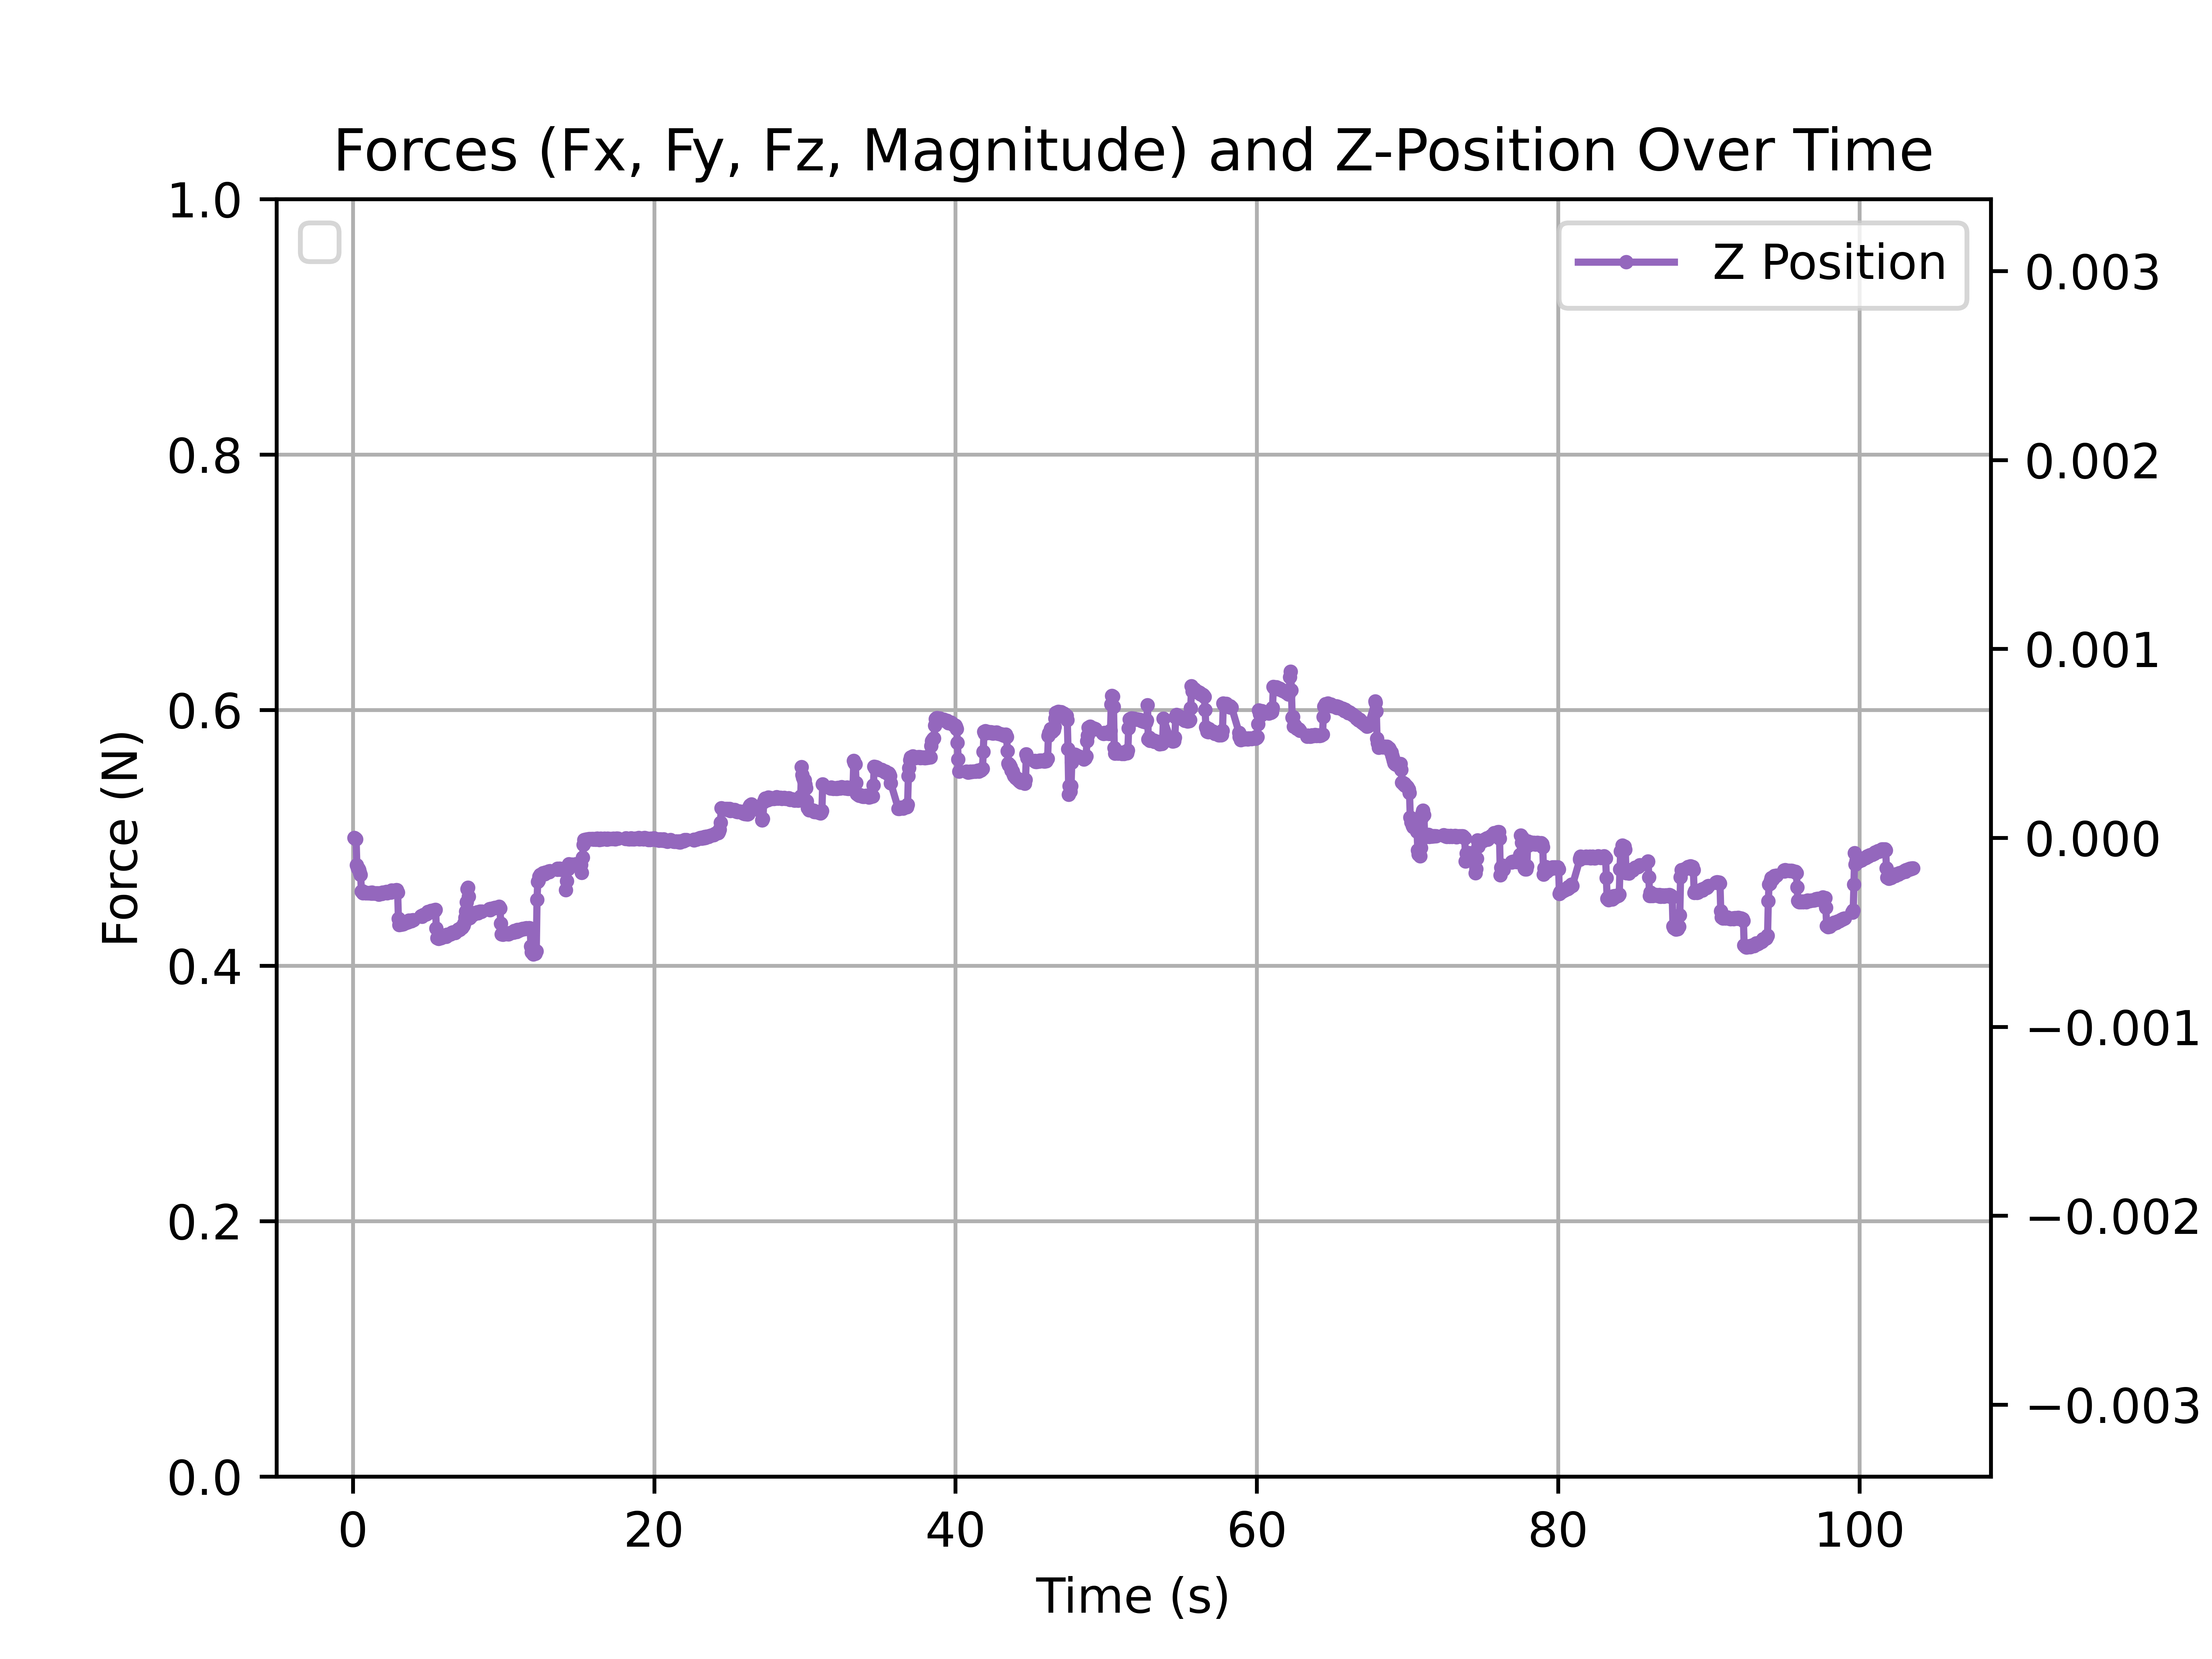 Forces (Fx, Fy, Fz, Magnitude) and Z-Position Over Time
Z Position
1.0
0.8
0.6
0.4
0.2
0.0
Force (N)
0.003
0.002
0.001
0.000
−0.001
−0.002
−0.003
0 20 40 60 80 100
Time (s)